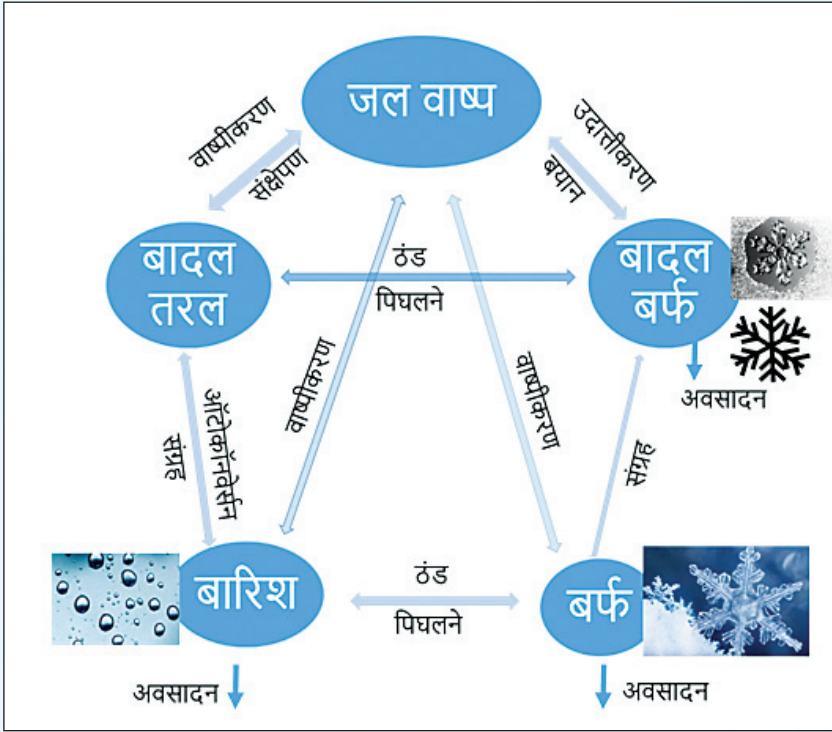 जल वाष्प
वाष्पीकरण
संक्षेपण
उदात्तीकरण
बयान
बादल
तरल
ठंड
पिघलने
बादल
बर्फ
अवसादन
ऑटोकॉनवेर्सन
संग्रह
वाष्पीकरण
वाष्पीकरण
संग्रह
बारिश
ठंड
पिघलने
बर्फ
अवसादन
अवसादन